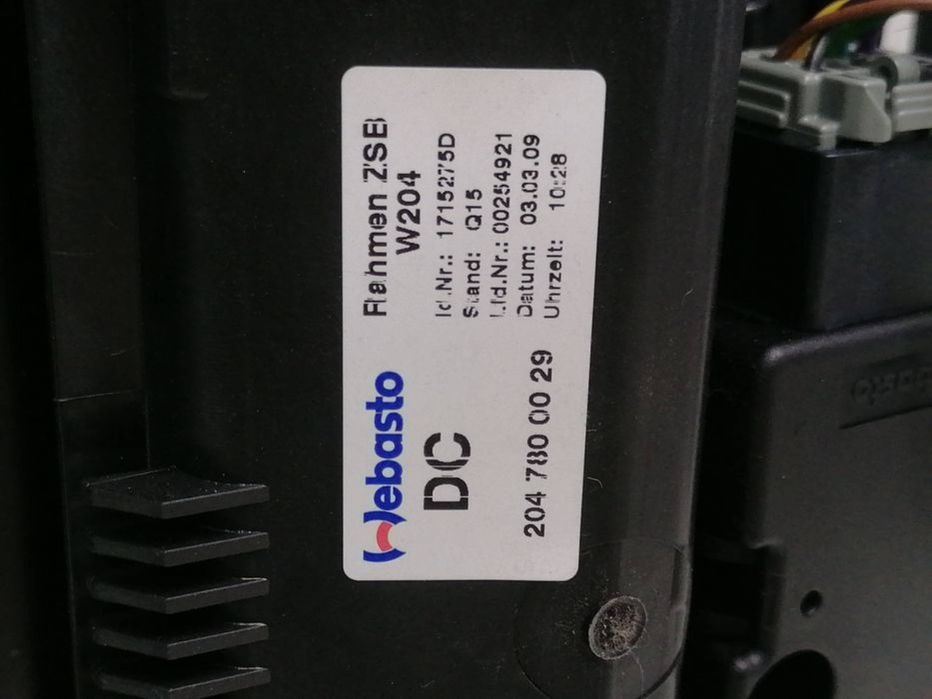 Webasto
DC
204 780 00 29
Rahmen ZSB
W204
Id.Nr.: 1715275D
Stand: Q15
Lfd.Nr.: 00254921
Datum: 03.03.09
Uhrzeit: 10:28